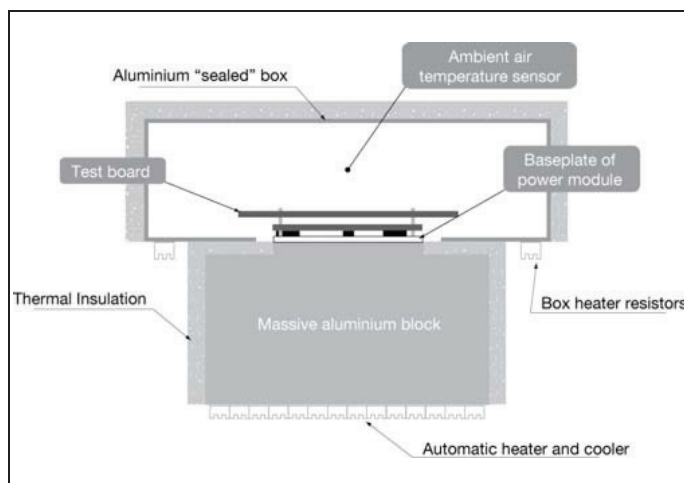 Ambient air
temperature sensor
Aluminium “sealed” box
Baseplate of
power module
Test board
Thermal Insulation
Box heater resistors
Massive aluminium block
Automatic heater and cooler